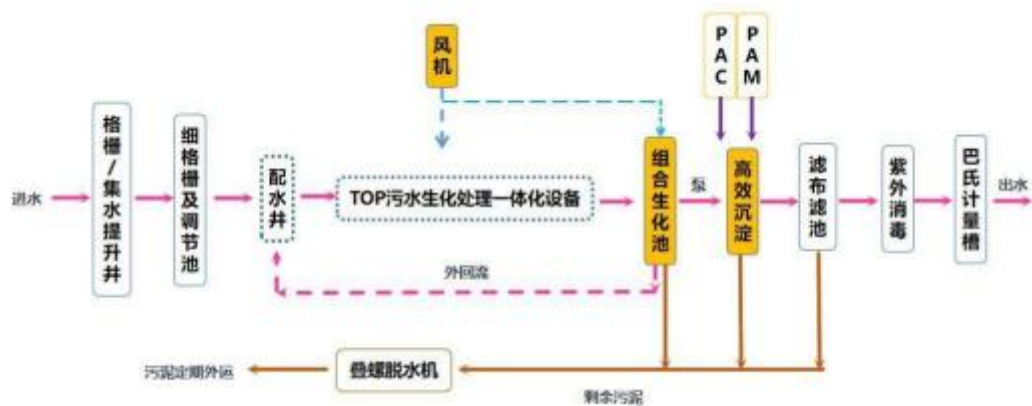 风机
PAC
PAM
进水
格栅/集水提升井
细格栅及调节池
配水井
TOP污水生化处理一体化设备
组合生化池
泵
高效沉淀
滤布滤池
紫外消毒
巴氏计量槽
出水
外回流
污泥定期外运
叠螺脱水机
剩余污泥